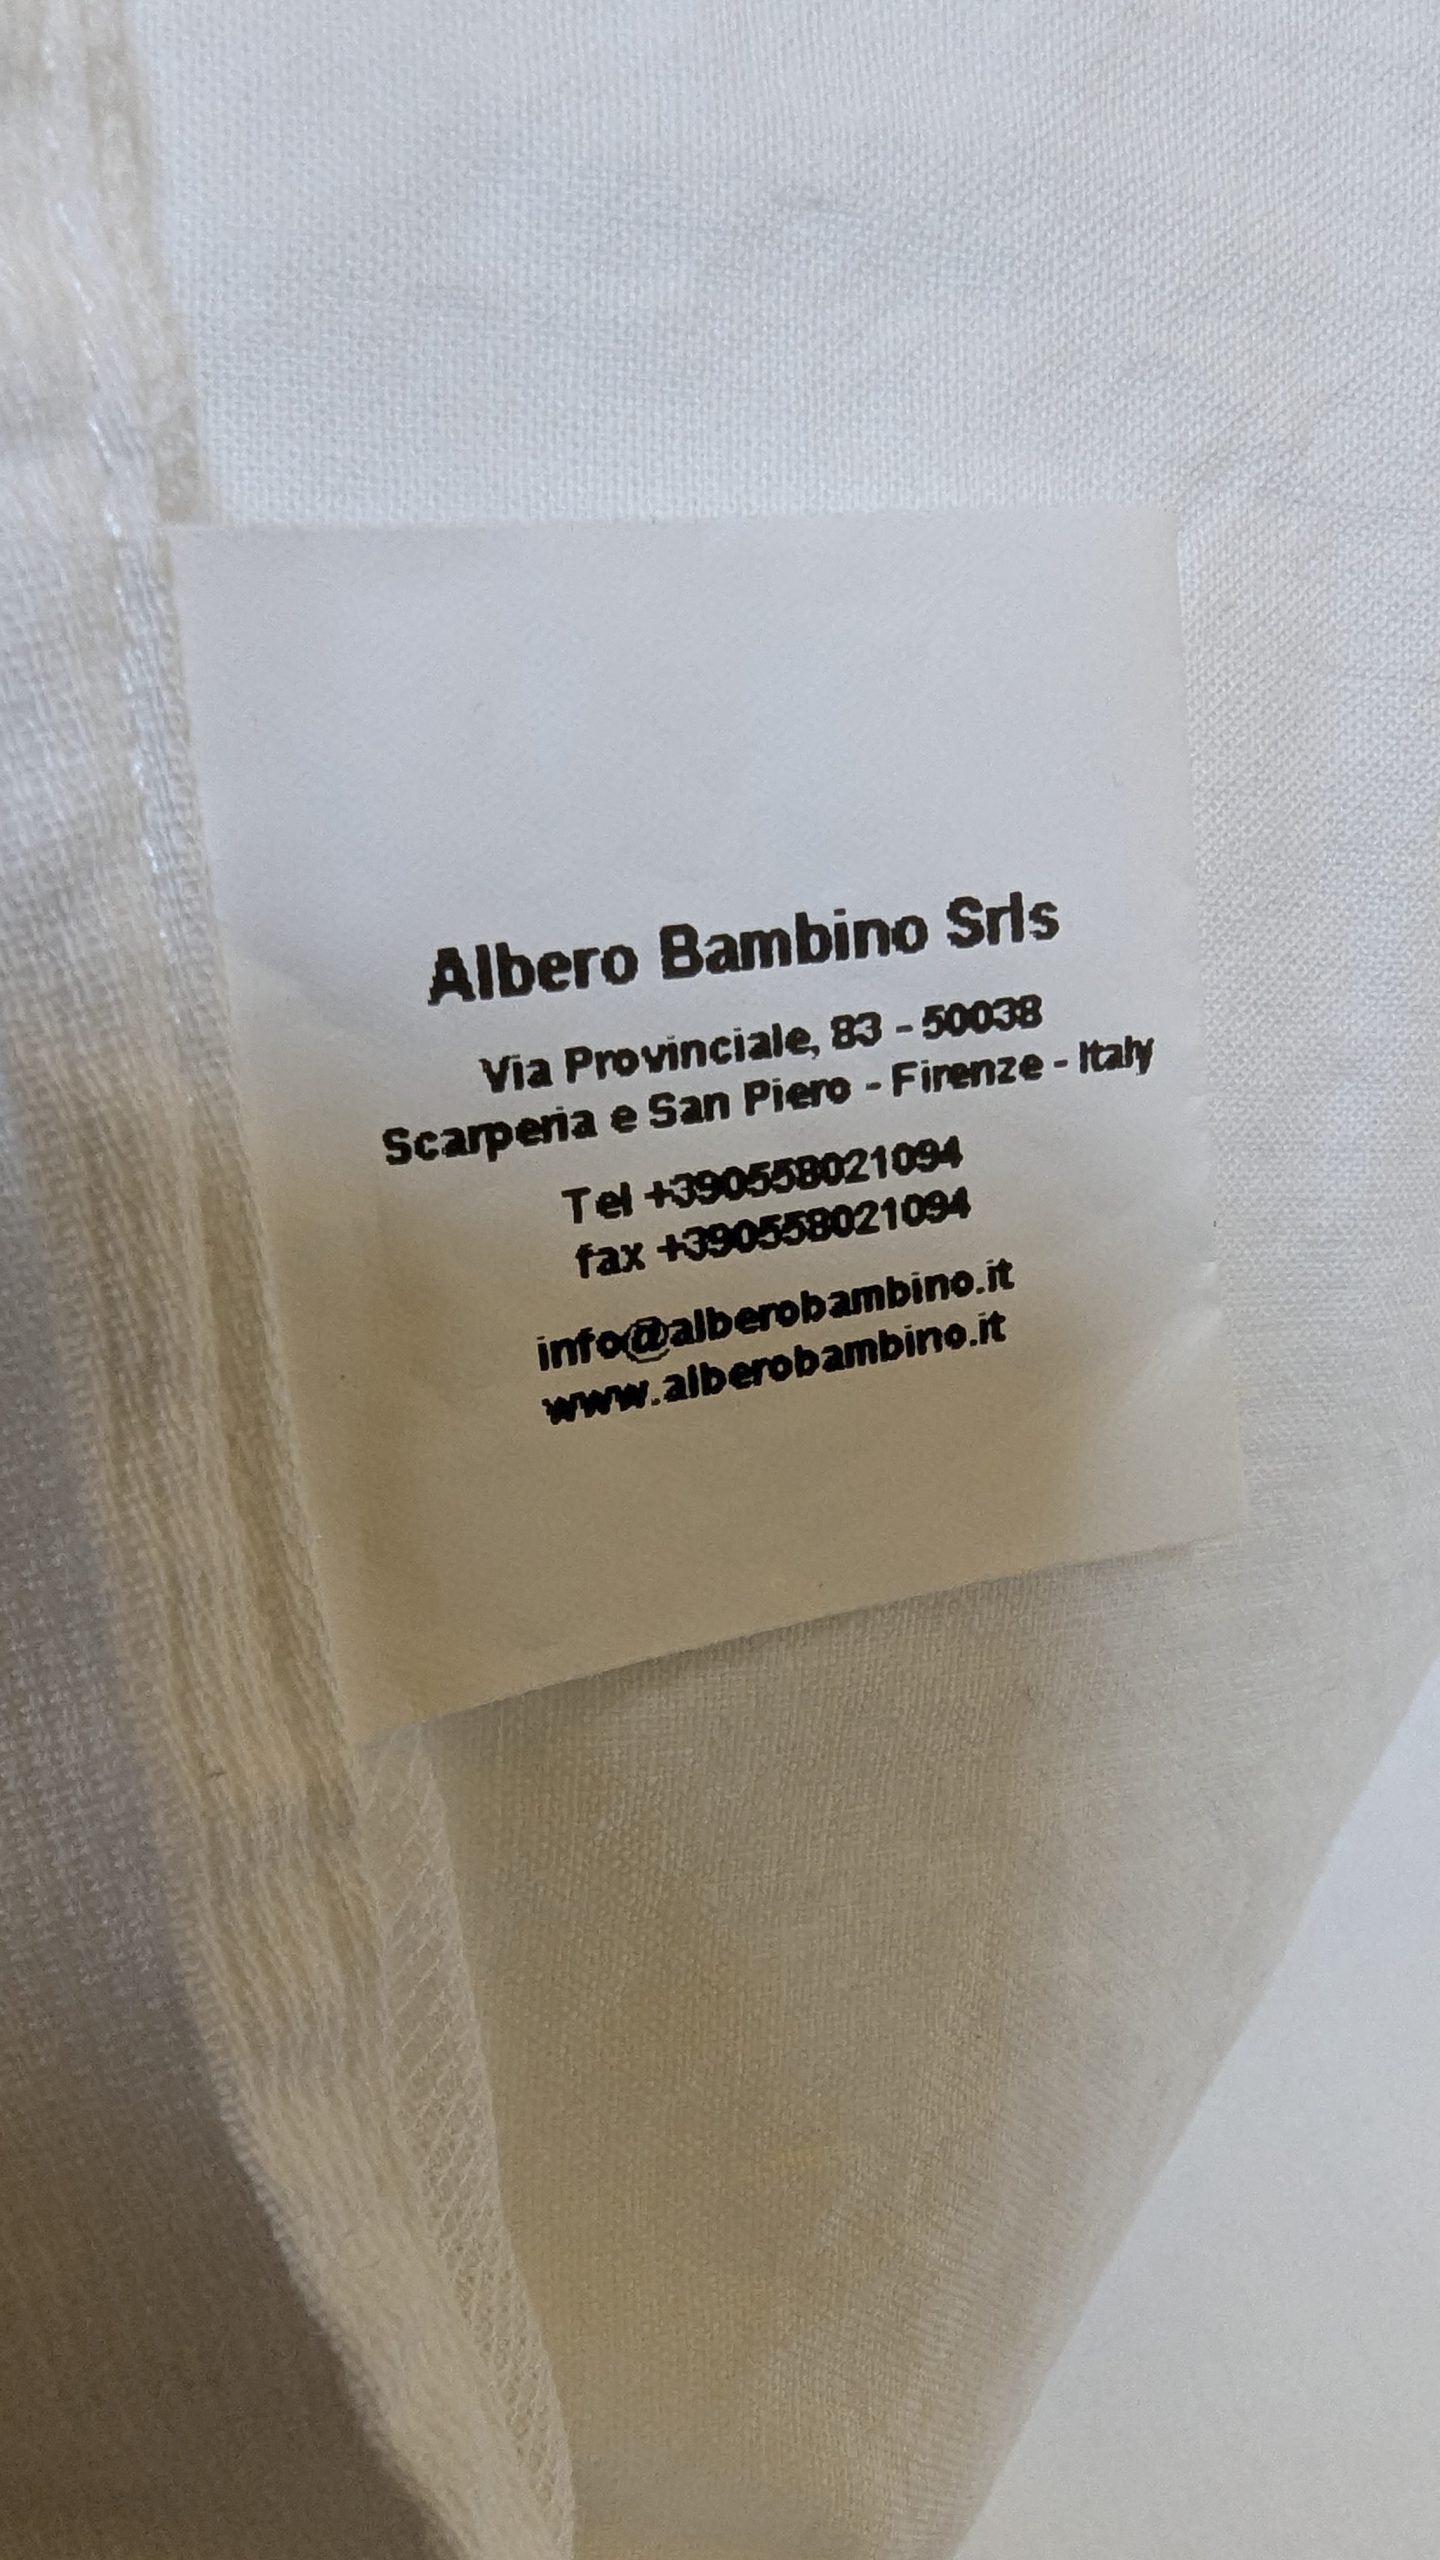 Albero Bambino Srls
Via Provinciale, 83 - 50038
Scarperia e San Piero - Firenze - Italy
Tel +390558021094
fax +390558021094
info@alberobambino.it
www.alberobambino.it